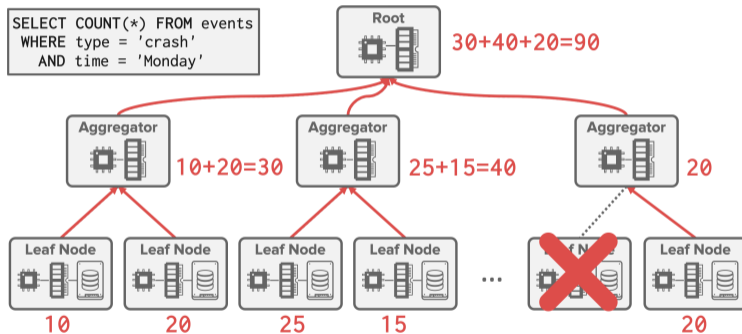 SELECT COUNT(*) FROM events
WHERE type = 'crash'
AND time = 'Monday'
Root
30+40+20=90
Aggregator
10+20=30
Aggregator
25+15=40
Aggregator
20
Leaf Node
10
Leaf Node
20
Leaf Node
25
Leaf Node
15
...
Node
Leaf Node
20